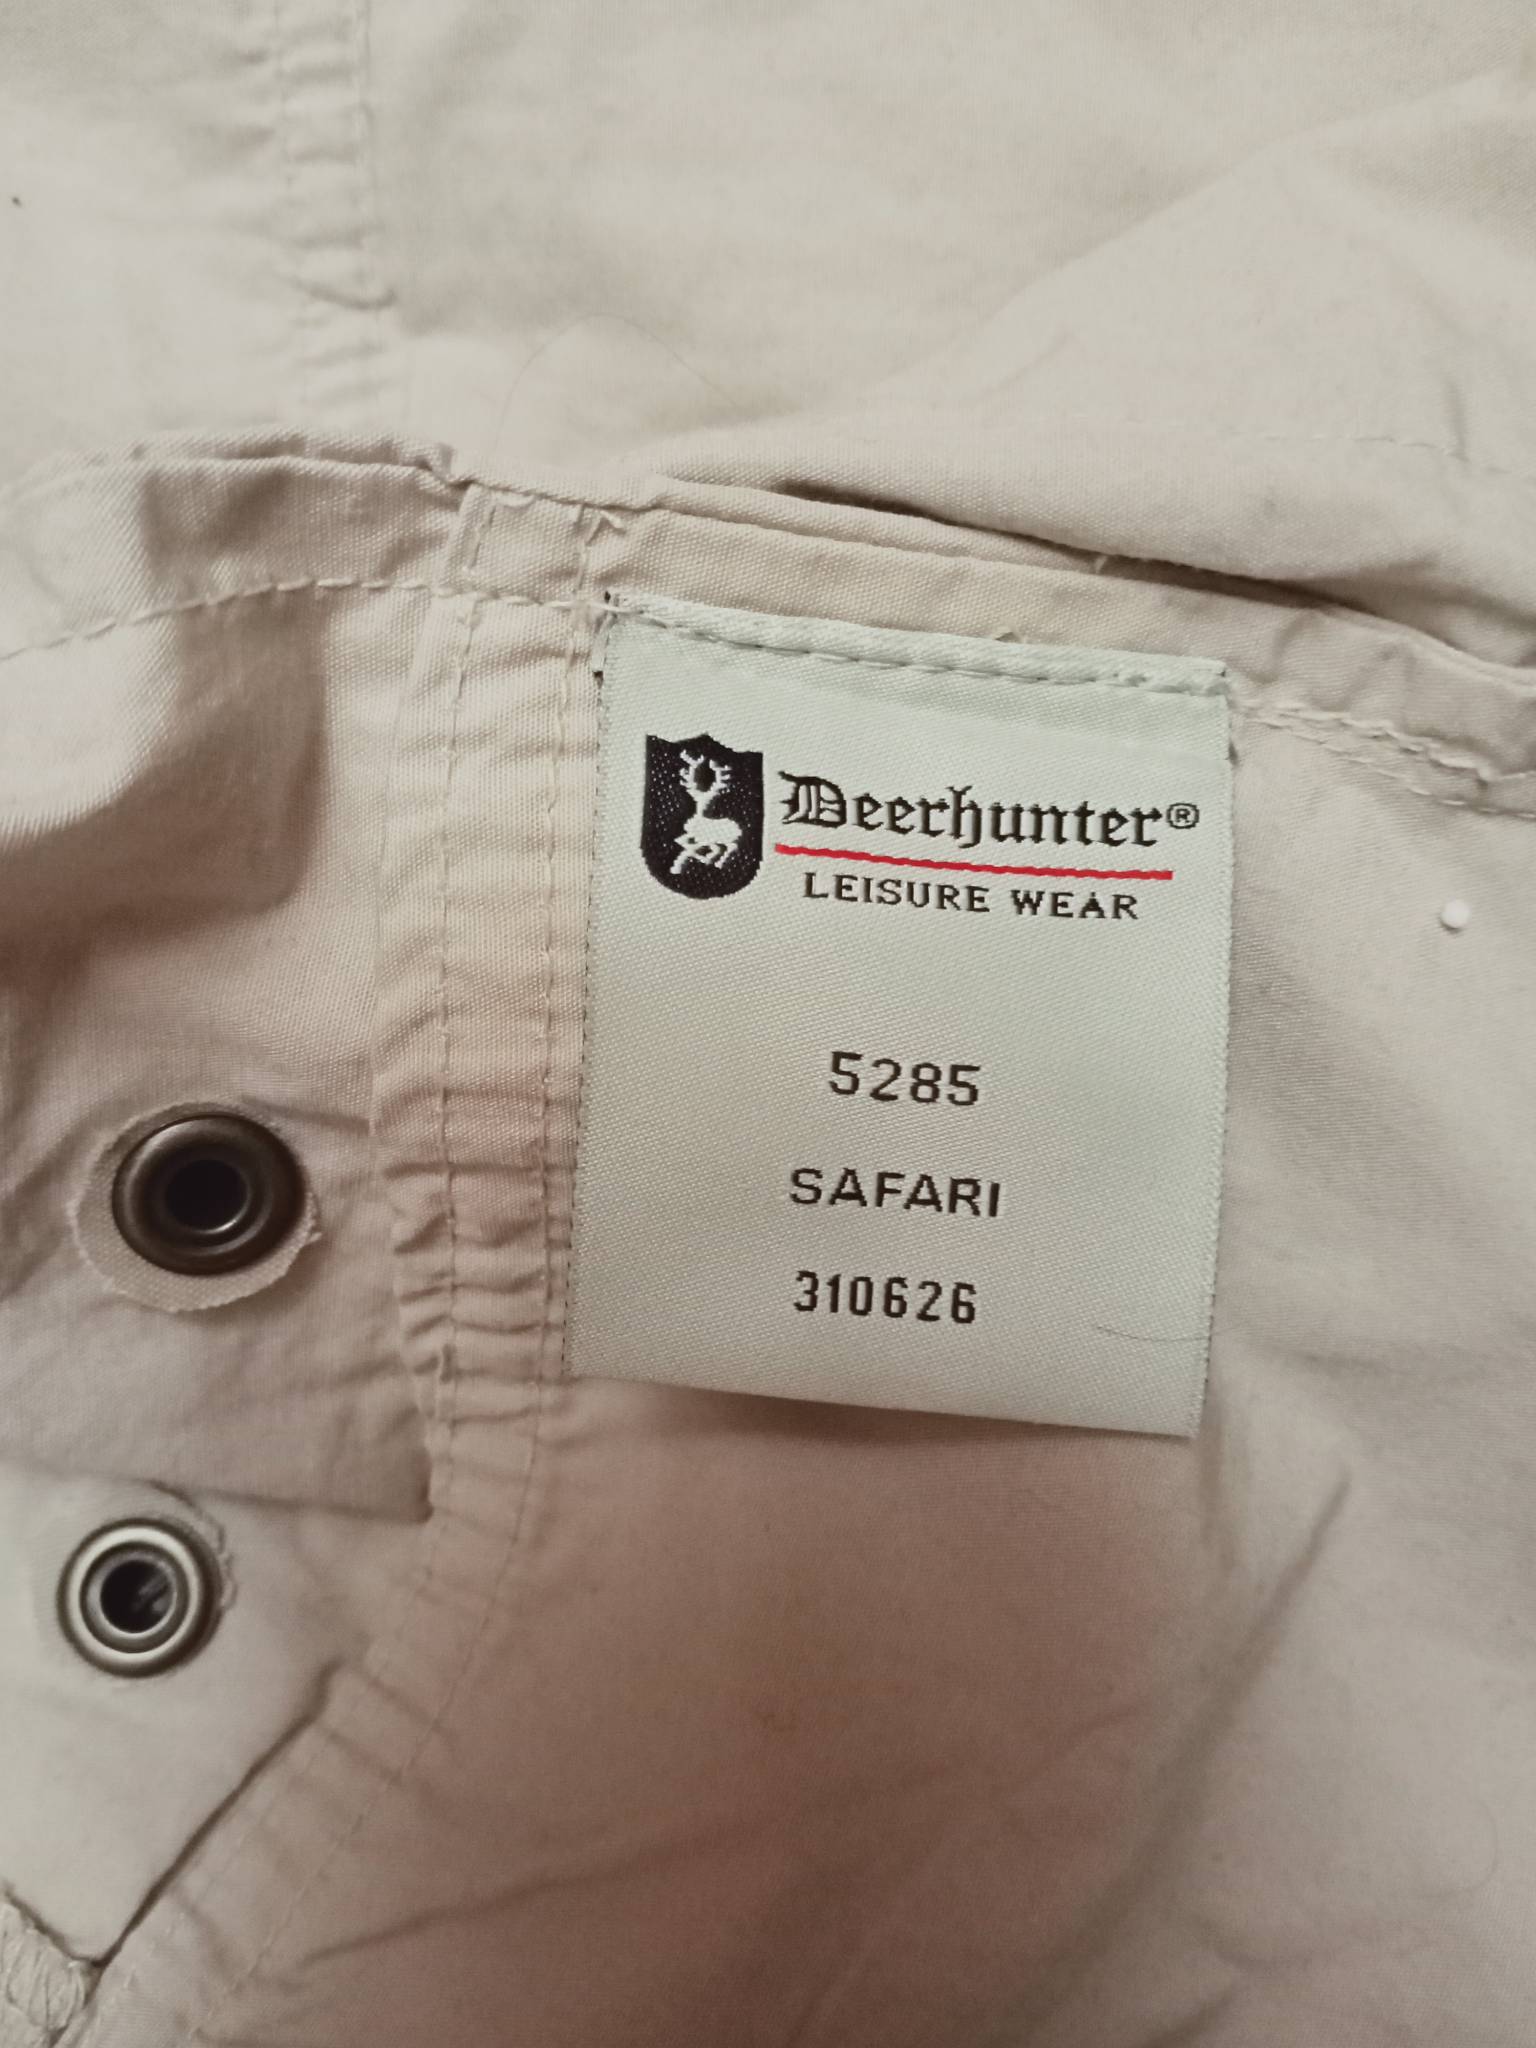 Deerhunter®
LEISURE WEAR
5285
SAFARI
310626